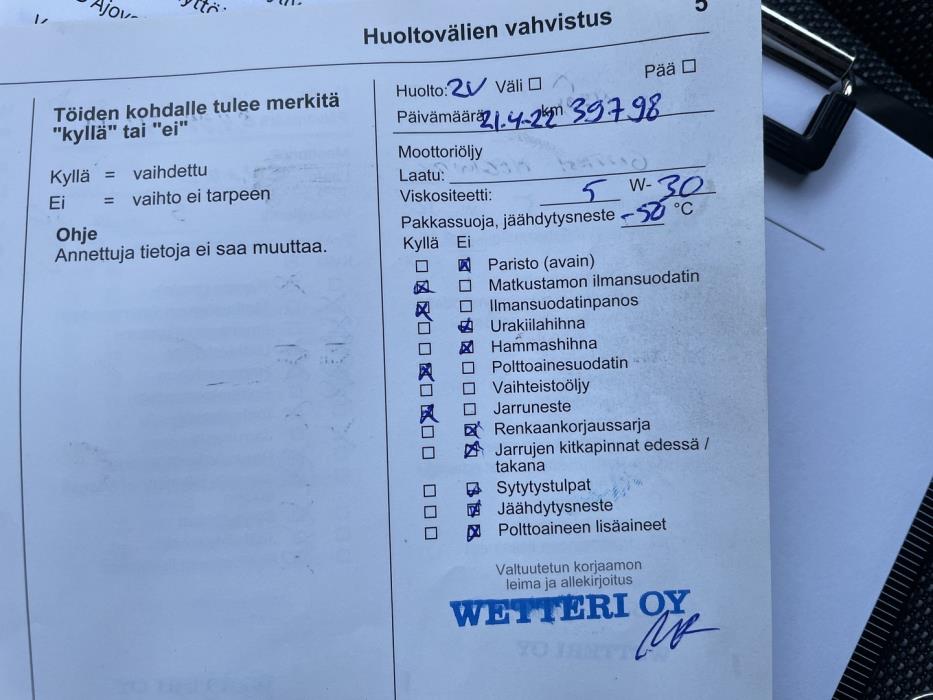 Huoltovälien vahvistus
5
Töiden kohdalle tulee merkitä
"kyllä" tai "ei"
Kyllä = vaihdettu
Ei = vaihto ei tarpeen
Ohje
Annettuja tietoja ei saa muuttaa.
Huolto: 2V Väli ☐ Pää ☐
Päivämäärä 21.4-22 km 39798
Moottoriöljy
Laatu:
Viskositeetti: 5 W- 30
Pakkassuoja, jäähdytysneste -50 °C
Kyllä Ei
☐ ☒ Paristo (avain)
☒ ☐ Matkustamon ilmansuodatin
☒ ☐ Ilmansuodatinpanos
☐ ☒ Urakiilahihna
☐ ☒ Hammashihna
☒ ☐ Polttoainesuodatin
☐ ☐ Vaihteistoöljy
☒ ☐ Jarruneste
☐ ☒ Renkaankorjaussarja
☐ ☒ Jarrujen kitkapinnat edessä /
takana
☐ ☒ Sytytystulpat
☐ ☒ Jäähdytysneste
☐ ☒ Polttoaineen lisäaineet
Valtuutetun korjaamon
leima ja allekirjoitus
WETTERI OY